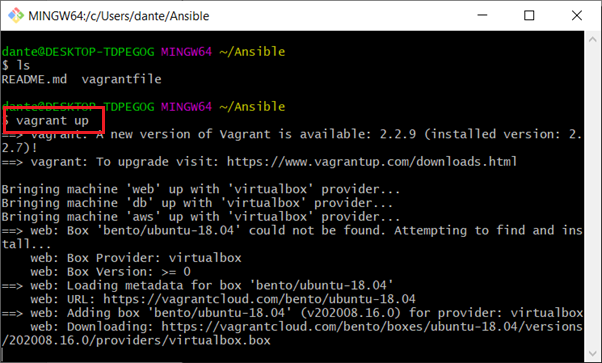 MINGW64:/c/Users/dante/Ansible
dante@DESKTOP-TDPEGOG MINGW64 ~/Ansible
$ ls
README.md  vagrantfile
dante@DESKTOP-TDPEGOG MINGW64 ~/Ansible
$ vagrant up
==> vagrant: A new version of Vagrant is available: 2.2.9 (installed version: 2.
2.7)!
==> vagrant: To upgrade visit: https://www.vagrantup.com/downloads.html
Bringing machine 'web' up with 'virtualbox' provider...
Bringing machine 'db' up with 'virtualbox' provider...
Bringing machine 'aws' up with 'virtualbox' provider...
==> web: Box 'bento/ubuntu-18.04' could not be found. Attempting to find and ins
tall...
    web: Box Provider: virtualbox
    web: Box Version: >= 0
==> web: Loading metadata for box 'bento/ubuntu-18.04'
    web: URL: https://vagrantcloud.com/bento/ubuntu-18.04
==> web: Adding box 'bento/ubuntu-18.04' (v202008.16.0) for provider: virtualbox
    web: Downloading: https://vagrantcloud.com/bento/boxes/ubuntu-18.04/versions
/202008.16.0/providers/virtualbox.box